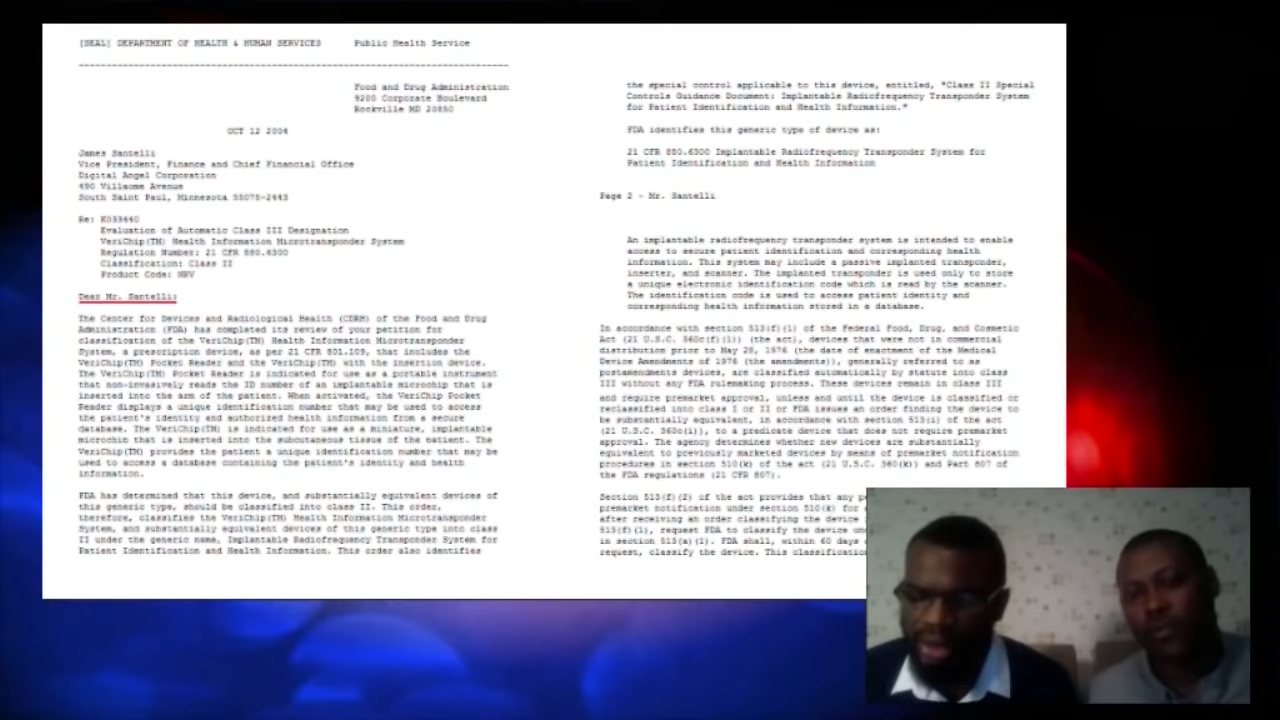 [SEAL] DEPARTMENT OF HEALTH & HUMAN SERVICES Public Health Service
Food and Drug Administration
9200 Corporate Boulevard
Rockville MD 20850
OCT 12 2004
James Santelli
Vice President, Finance and Chief Financial Office
Digital Angel Corporation
490 Villaume Avenue
South Saint Paul, Minnesota 55075-2443
Re: K033440
Evaluation of Automatic Class III Designation
VeriChip(TM) Health Information Microtransponder System
Regulation Number: 21 CFR 880.6300
Classification: Class II
Product Code: NRV
Dear Mr. Santelli:
The Center for Devices and Radiological Health (CDRH) of the Food and Drug
Administration (FDA) has completed its review of your petition for
classification of the VeriChip(TM) Health Information Microtransponder
System, a prescription device, as per 21 CFR 801.109, that includes the
VeriChip(TM) Pocket Reader and the VeriChip(TM) with the insertion device.
The VeriChip(TM) Pocket Reader is indicated for use as a portable instrument
that non-invasively reads the ID number of an implantable microchip that is
inserted into the arm of the patient. When activated, the VeriChip Pocket
Reader displays a unique identification number that may be used to access
the patient's identity and authorized health information from a secure
database. The VeriChip(TM) is indicated for use as a miniature, implantable
microchip that is inserted into the subcutaneous tissue of the patient. The
VeriChip(TM) provides the patient a unique identification number that may be
used to access a database containing the patient's identity and health
information.
FDA has determined that this device, and substantially equivalent devices of
this generic type, should be classified into class II. This order,
therefore, classifies the VeriChip(TM) Health Information Microtransponder
System, and substantially equivalent devices of this generic type into class
II under the generic name, Implantable Radiofrequency Transponder System for
Patient Identification and Health Information. This order also identifies
the special control applicable to this device, entitled, "Class II Special
Controls Guidance Document: Implantable Radiofrequency Transponder System
for Patient Identification and Health Information."
FDA identifies this generic type of device as:
21 CFR 880.6300 Implantable Radiofrequency Transponder System for
Patient Identification and Health Information
Page 2 - Mr. Santelli
An implantable radiofrequency transponder system is intended to enable
access to secure patient identification and corresponding health
information. This system may include a passive implanted transponder,
inserter, and scanner. The implanted transponder is used only to store
a unique electronic identification code which is read by the scanner.
The identification code is used to access patient identity and
corresponding health information stored in a database.
In accordance with section 513(f)(1) of the Federal Food, Drug, and Cosmetic
Act (21 U.S.C. 360c(f)(1)) (the act), devices that were not in commercial
distribution prior to May 28, 1976 (the date of enactment of the Medical
Device Amendments of 1976 (the amendments)), generally referred to as
postamendments devices, are classified automatically by statute into class
III without any FDA rulemaking process. These devices remain in class III
and require premarket approval, unless and until the device is classified or
reclassified into class I or II or FDA issues an order finding the device to
be substantially equivalent, in accordance with section 513(i) of the act
(21 U.S.C. 360c(i)), to a predicate device that does not require premarket
approval. The agency determines whether new devices are substantially
equivalent to previously marketed devices by means of premarket notification
procedures in section 510(k) of the act (21 U.S.C. 360(k)) and Part 807 of
the FDA regulations (21 CFR 807).
Section 513(f)(2) of the act provides that any pe
premarket notification under section 510(k) for
after receiving an order classifying the device
513(f)(1), request FDA to classify the device un
in section 513(a)(1). FDA shall, within 60 days
request, classify the device. This classification